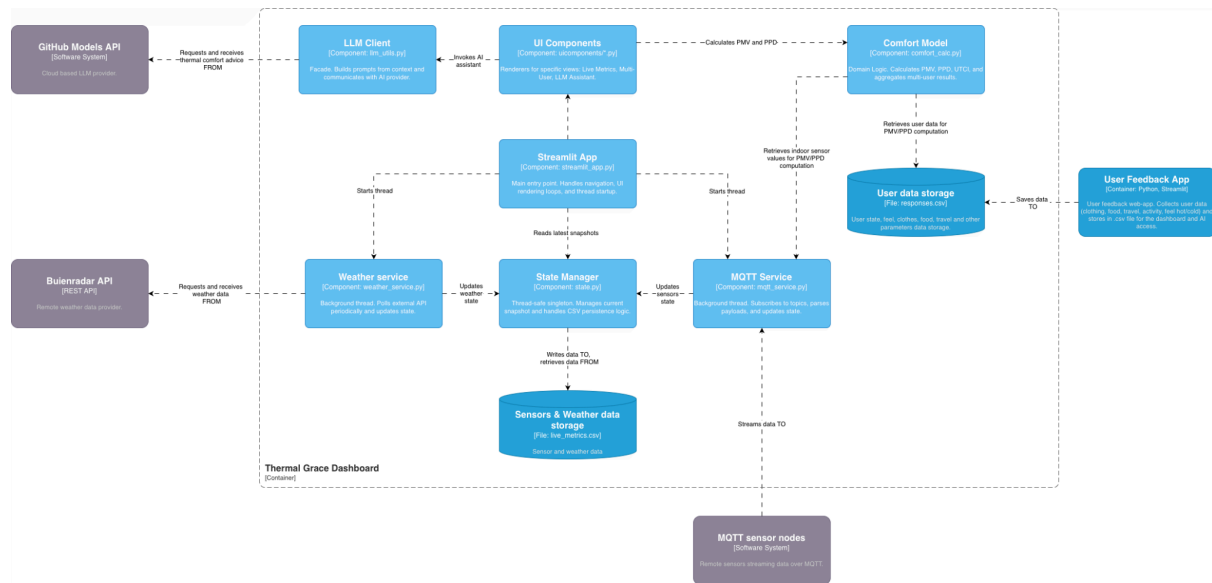 GitHub Models API
[Software System]
Cloud based LLM provider.
Requests and receives
thermal comfort advice
FROM
LLM Client
[Component: llm_utils.py]
Facade. Builds prompts from context and
communicates with AI provider.
Invokes AI
assistant
UI Components
[Component: uicomponents/*.py]
Renderers for specific views: Live Metrics, Multi-
User, LLM Assistant.
Calculates PMV and PPD
Comfort Model
[Component: comfort_calc.py]
Domain Logic. Calculates PMV, PPD, UTCI, and
aggregates multi-user results.
Retrieves user data for
PMV/PPD computation
Retrieves indoor sensor
values for PMV/PPD
computation
Streamlit App
[Component: streamlit_app.py]
Main entry point. Handles navigation, UI
rendering loops, and thread startup.
Starts thread
Starts thread
Reads latest snapshots
User data storage
[File: responses.csv]
User state, feel, clothes, food, travel and other
parameters data storage.
Saves data
TO
User Feedback App
[Container: Python, Streamlit]
User feedback web-app. Collects user data
(clothing, food, travel, activity, feel hot/cold) and
stores in .csv file for the dashboard and AI
access.
Buienradar API
[REST API]
Remote weather data provider.
Requests and receives
weather data
FROM
Weather service
[Component: weather_service.py]
Background thread. Polls external API
periodically and updates state.
Updates
weather
state
State Manager
[Component: state.py]
Thread-safe singleton. Manages current
snapshot and handles CSV persistence logic.
Updates
sensors
state
MQTT Service
[Component: mqtt_service.py]
Background thread. Subscribes to topics, parses
payloads, and updates state.
Writes data TO,
retrieves data FROM
Sensors & Weather data
storage
[File: live_metrics.csv]
Sensor and weather data
Streams data TO
Thermal Grace Dashboard
[Container]
MQTT sensor nodes
[Software System]
Remote sensors streaming data over MQTT.